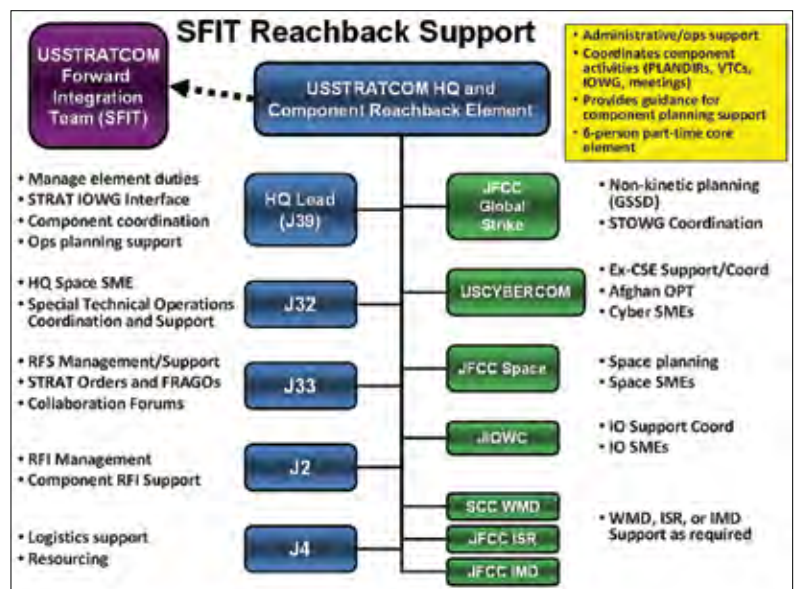 SFIT Reachback Support
USSTRATCOM
Forward
Integration
Team (SFIT)
USSTRATCOM HQ and
Component Reachback Element
• Administrative/ops support
• Coordinates component
activities (PLANDIRs, VTCs,
IOWG, meetings)
• Provides guidance for
component planning support
• 6-person part-time core
element
• Manage element duties
• STRAT IOWG Interface
• Component coordination
• Ops planning support
HQ Lead
(J39)
JFCC
Global
Strike
• Non-kinetic planning
(GSSD)
• STOWG Coordination
• HQ Space SME
• Special Technical Operations
Coordination and Support
J32
USCYBERCOM
• Ex-CSE Support/Coord
• Afghan OPT
• Cyber SMEs
• RFS Management/Support
• STRAT Orders and FRAGOs
• Collaboration Forums
J33
JFCC Space
• Space planning
• Space SMEs
• RFI Management
• Component RFI Support
J2
JIOWC
• IO Support Coord
• IO SMEs
• Logistics support
• Resourcing
J4
SCC WMD
JFCC ISR
JFCC IMD
• WMD, ISR, or IMD
Support as required